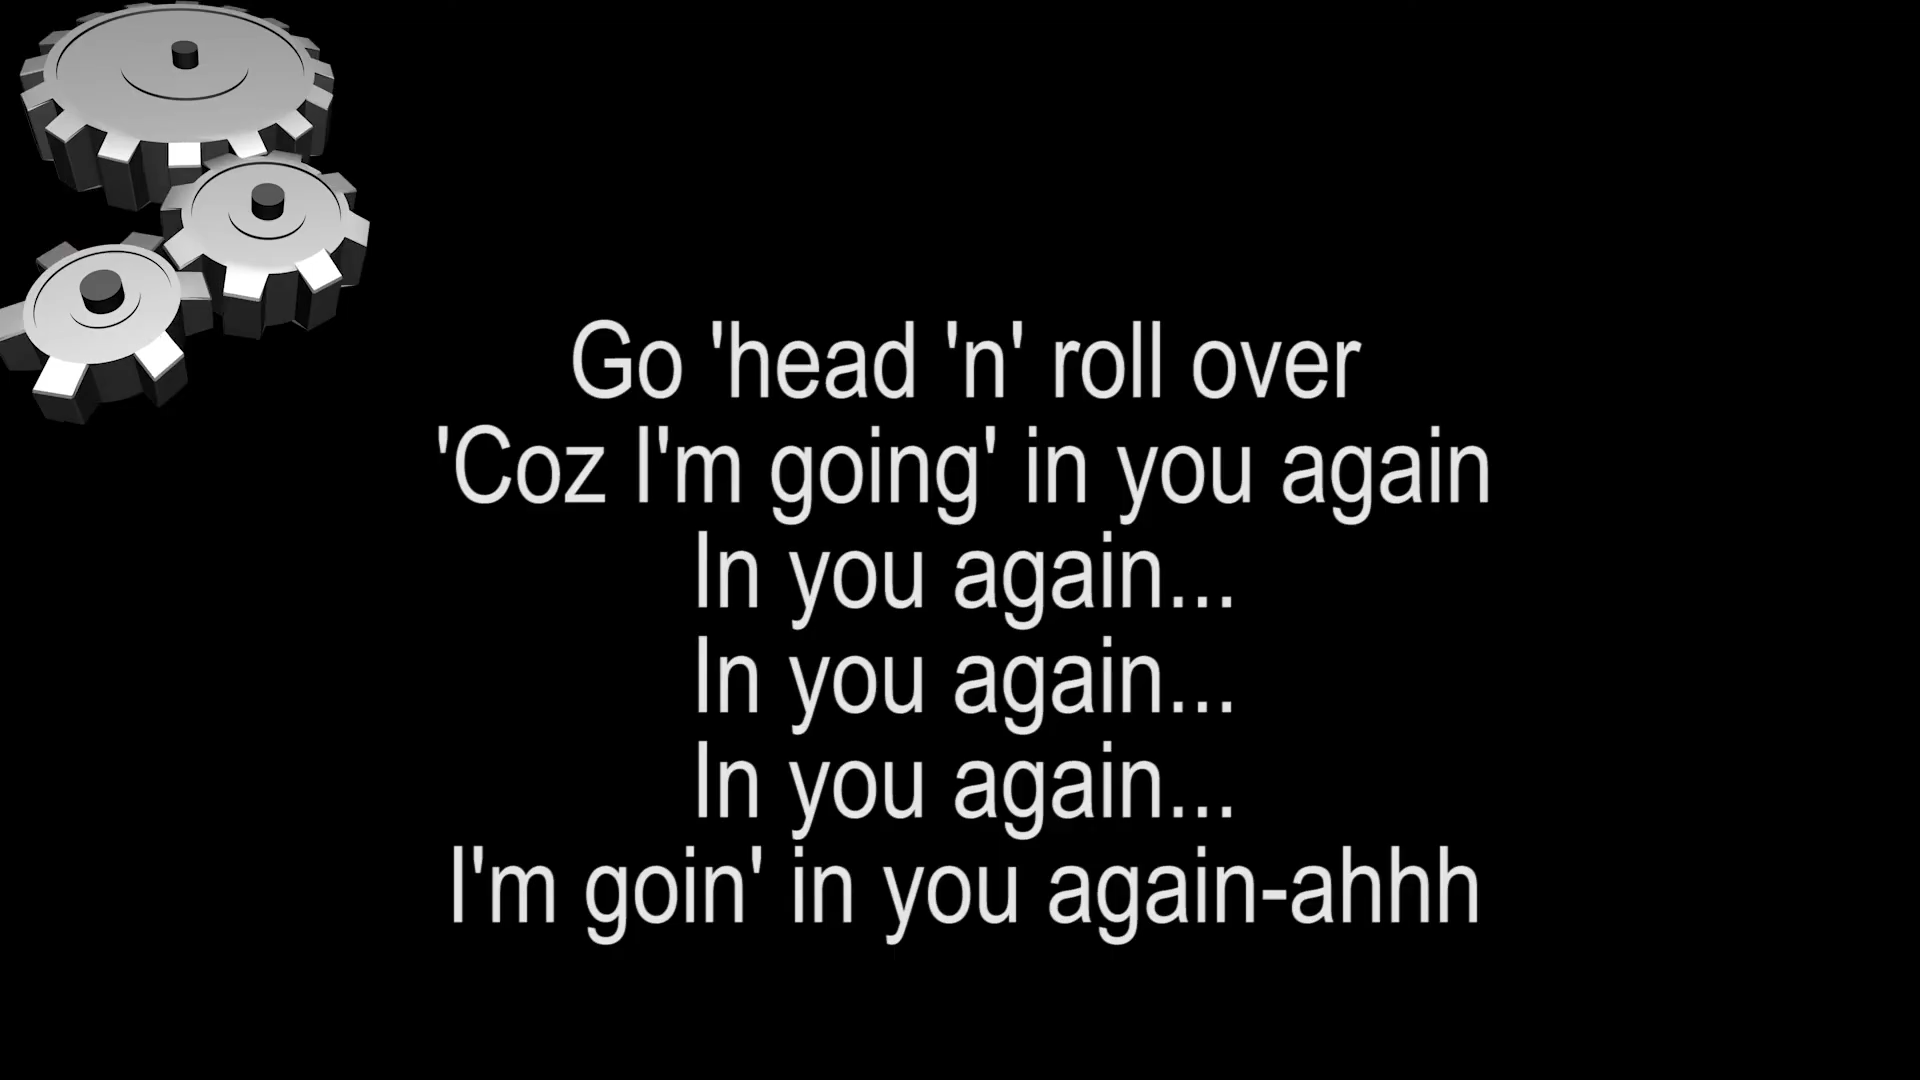 Go 'head 'n' roll over
'Coz I'm going' in you again
In you again...
In you again...
In you again...
I'm goin' in you again-ahhh